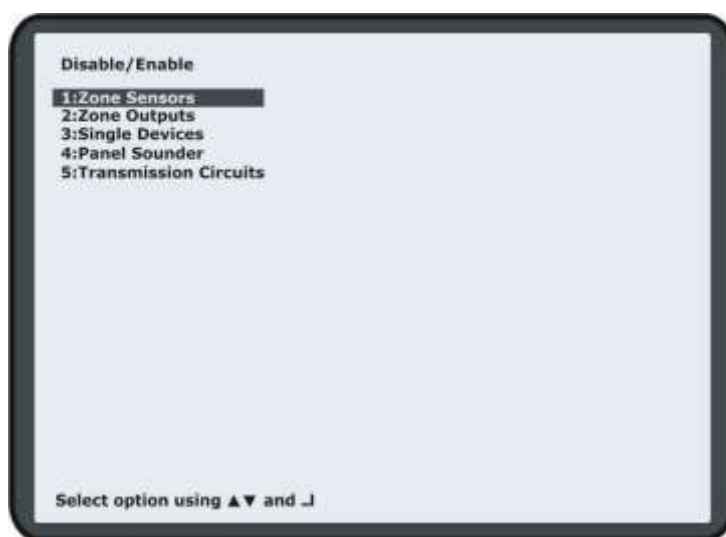 Disable/Enable
1:Zone Sensors
2:Zone Outputs
3:Single Devices
4:Panel Sounder
5:Transmission Circuits
Select option using ▲▼ and ↵